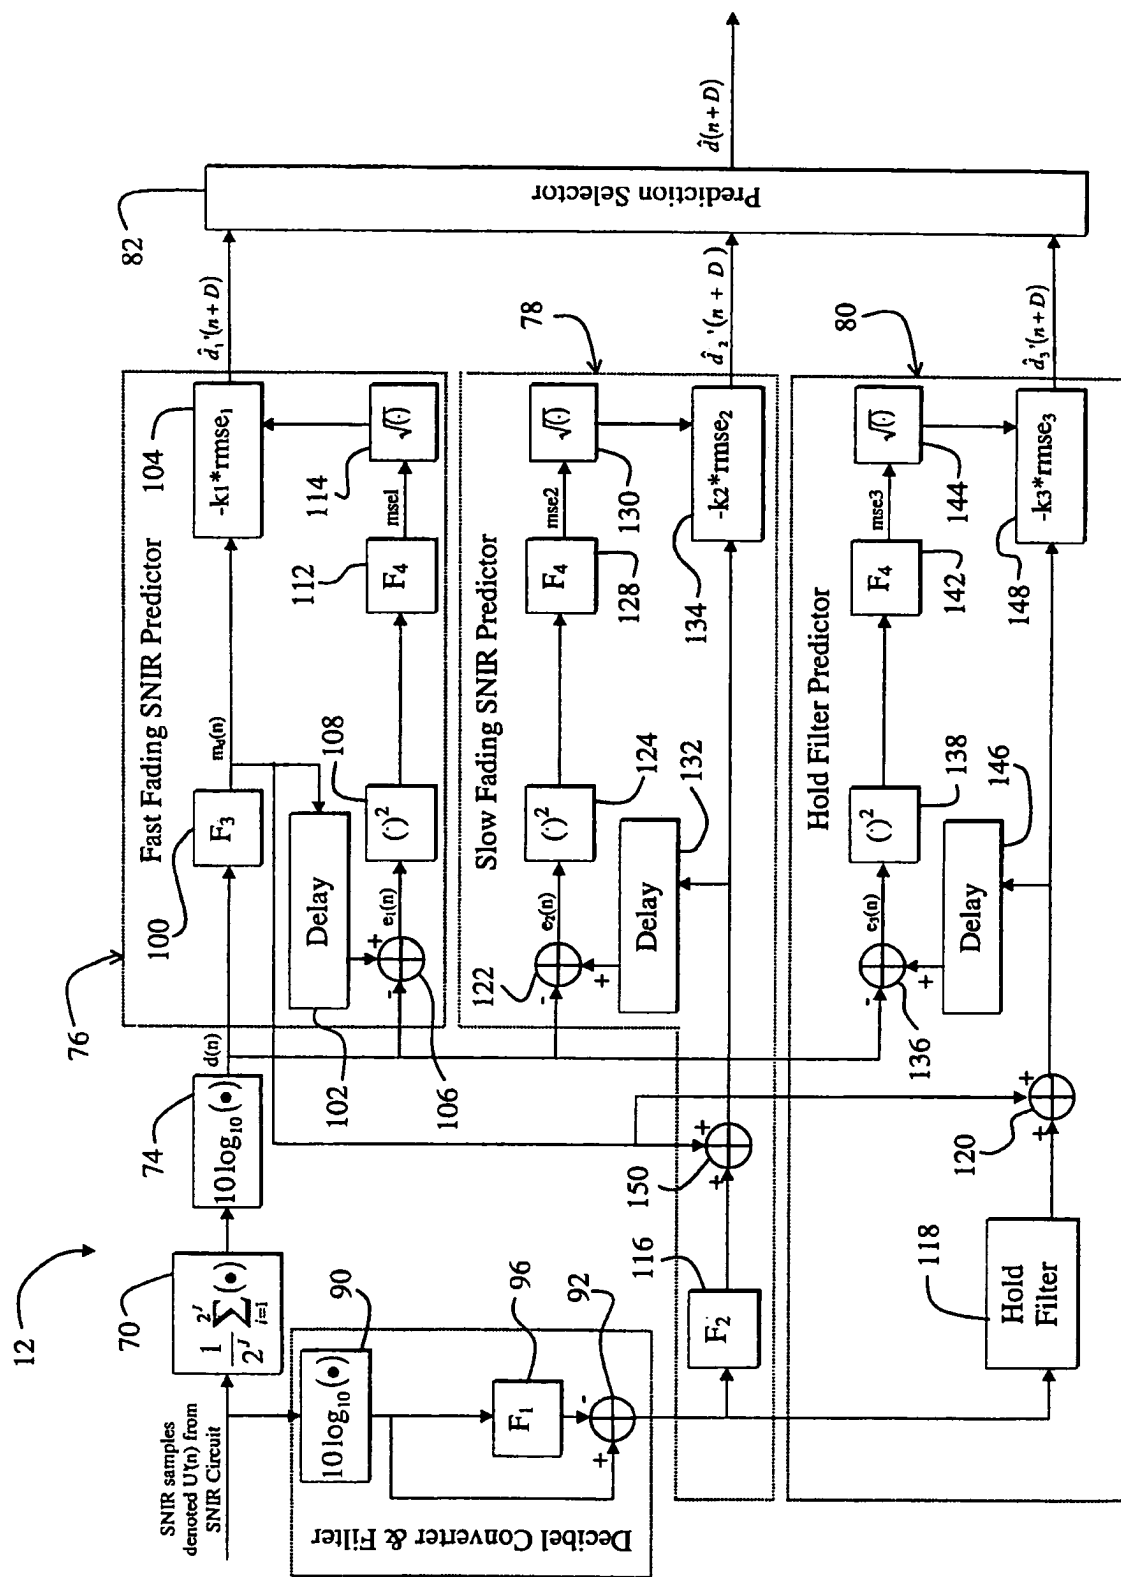 12
SNIR samples
denoted U'(n) from
SNIR Circuit
70
1/2^J Σ_{i=1}^{2^J} (•)
74
10log₁₀(•)
d(n)
76
Fast Fading SNIR Predictor
100
F₃
m_d(n)
104
-k1*rmse₁
d̂₁'(n+D)
102
Delay
+
-
106
e₁(n)
108
(·)²
112
F₄
mse1
114
√(·)
82
Prediction Selector
d̂(n+D)
Decibel Converter & Filter
90
10log₁₀(•)
96
F₁
92
+
-
78
Slow Fading SNIR Predictor
122
-
+
e₂(n)
124
(·)²
128
F₄
mse2
130
√(·)
132
Delay
116
F₂
150
+
+
134
-k2*rmse₂
d̂₂'(n + D)
80
Hold Filter Predictor
136
-
+
e₃(n)
138
(·)²
142
F₄
mse3
144
√(·)
146
Delay
118
Hold
Filter
120
+
+
148
-k3*rmse₃
d̂₃'(n+D)